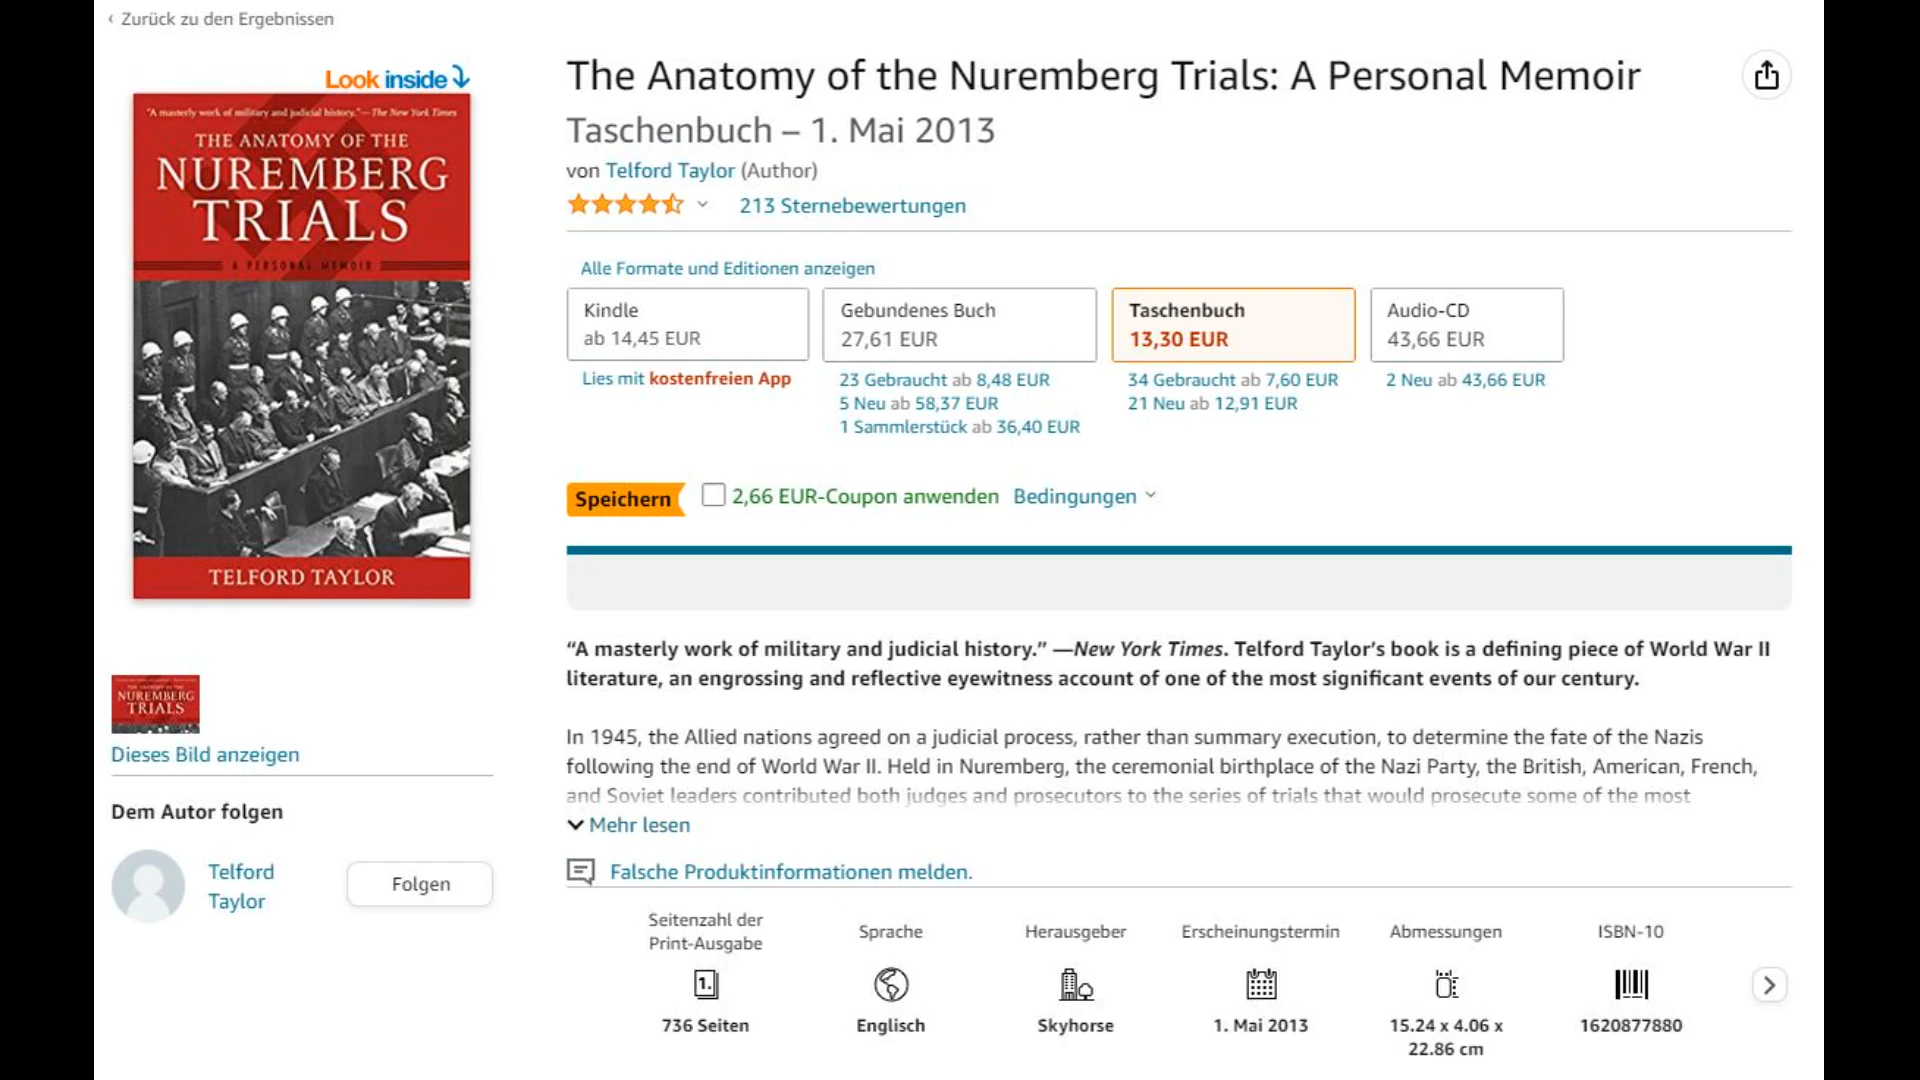 ‹ Zurück zu den Ergebnissen
Look inside
"A masterly work of military and judicial history."—The New York Times
THE ANATOMY OF THE
NUREMBERG
TRIALS
A PERSONAL MEMOIR
TELFORD TAYLOR
NUREMBERG
TRIALS
Dieses Bild anzeigen
Dem Autor folgen
Telford
Taylor
Folgen
The Anatomy of the Nuremberg Trials: A Personal Memoir
Taschenbuch – 1. Mai 2013
von Telford Taylor (Author)
213 Sternebewertungen
Alle Formate und Editionen anzeigen
Kindle
ab 14,45 EUR
Lies mit kostenfreien App
Gebundenes Buch
27,61 EUR
23 Gebraucht ab 8,48 EUR
5 Neu ab 58,37 EUR
1 Sammlerstück ab 36,40 EUR
Taschenbuch
13,30 EUR
34 Gebraucht ab 7,60 EUR
21 Neu ab 12,91 EUR
Audio-CD
43,66 EUR
2 Neu ab 43,66 EUR
Speichern 2,66 EUR-Coupon anwenden Bedingungen
“A masterly work of military and judicial history.” —New York Times. Telford Taylor’s book is a defining piece of World War II
literature, an engrossing and reflective eyewitness account of one of the most significant events of our century.
In 1945, the Allied nations agreed on a judicial process, rather than summary execution, to determine the fate of the Nazis
following the end of World War II. Held in Nuremberg, the ceremonial birthplace of the Nazi Party, the British, American, French,
and Soviet leaders contributed both judges and prosecutors to the series of trials that would prosecute some of the most
Mehr lesen
Falsche Produktinformationen melden.
Seitenzahl der
Print-Ausgabe
1.
736 Seiten
Sprache
Englisch
Herausgeber
Skyhorse
Erscheinungstermin
1. Mai 2013
Abmessungen
15.24 x 4.06 x
22.86 cm
ISBN-10
1620877880